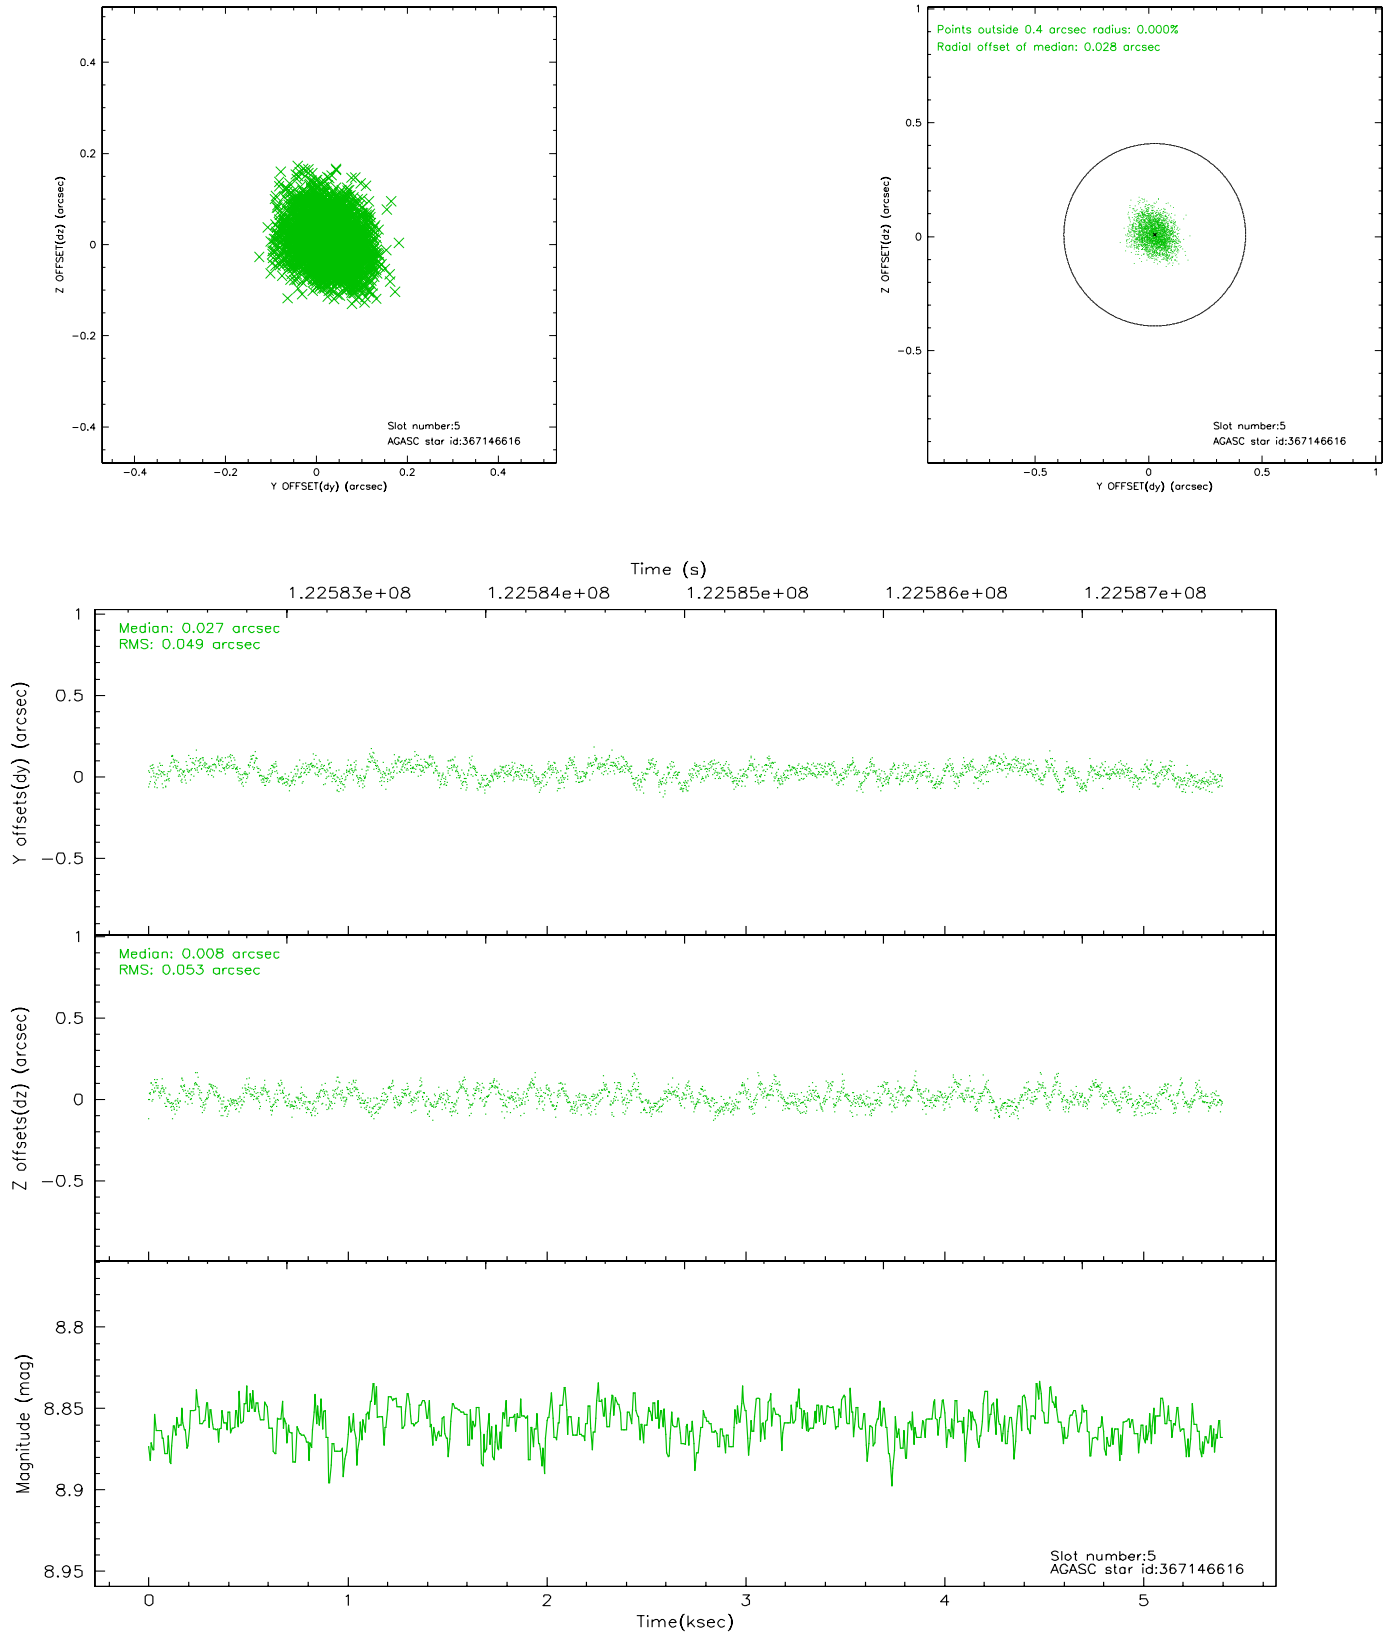 0.4
0.2
0
−0.2
−0.4
Z OFFSET(dz) (arcsec)
Slot number:5
AGASC star id:367146616
−0.4 −0.2 0 0.2 0.4
Y OFFSET(dy) (arcsec)
Points outside 0.4 arcsec radius: 0.000%
Radial offset of median: 0.028 arcsec
1
0.5
0
−0.5
Z OFFSET(dz) (arcsec)
Slot number:5
AGASC star id:367146616
−0.5 0 0.5 1
Y OFFSET(dy) (arcsec)
Time (s)
1.22583e+08 1.22584e+08 1.22585e+08 1.22586e+08 1.22587e+08
Median: 0.027 arcsec
RMS: 0.049 arcsec
1
0.5
0
−0.5
Y offsets(dy) (arcsec)
Median: 0.008 arcsec
RMS: 0.053 arcsec
1
0.5
0
−0.5
Z offsets(dz) (arcsec)
8.8
8.85
8.9
8.95
Magnitude (mag)
Slot number:5
AGASC star id:367146616
0 1 2 3 4 5
Time(ksec)